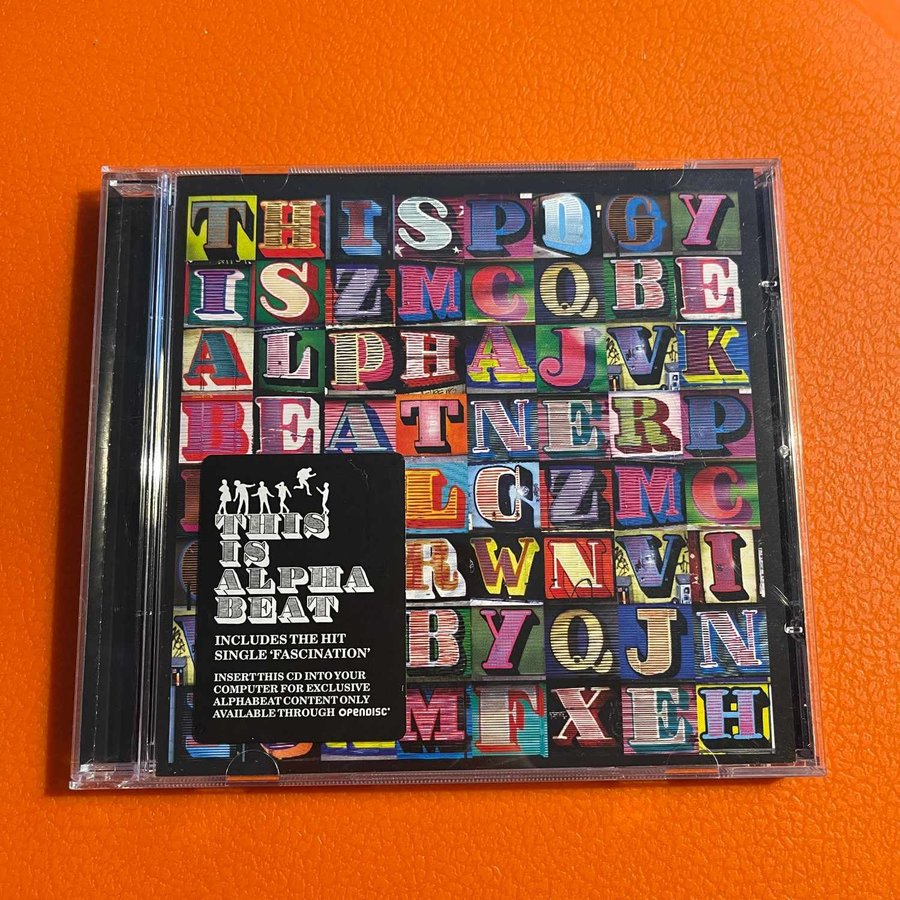 THISPDGY
ISZMCQBE
ALPHAJVK
BEATNERP
LCZMC
RWNVI
BYQJN
MFXEH
THIS
IS
ALPHA
BEAT
INCLUDES THE HIT
SINGLE 'FASCINATION'
INSERT THIS CD INTO YOUR
COMPUTER FOR EXCLUSIVE
ALPHABEAT CONTENT ONLY
AVAILABLE THROUGH OPENDISC